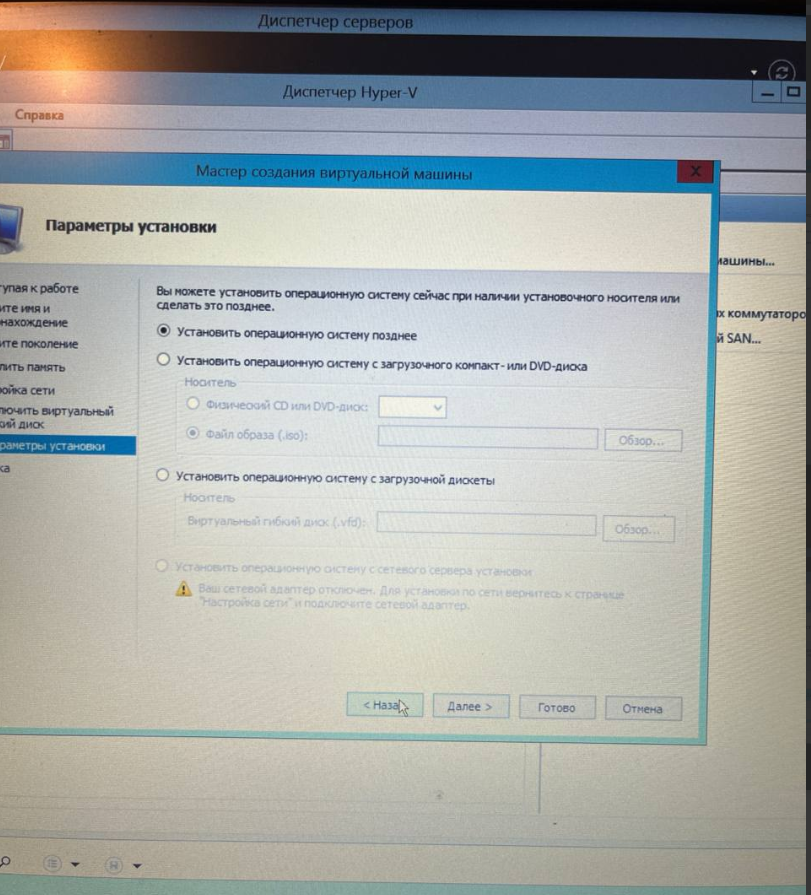 Диспетчер серверов
Диспетчер Hyper-V
Справка
Мастер создания виртуальной машины
Параметры установки
тупая к работе
ите имя и
нахождение
ите поколение
лить память
ройка сети
лючить виртуальный
кий диск
раметры установки
ка
Вы можете установить операционную систему сейчас при наличии установочного носителя или
сделать это позднее.
Установить операционную систему позднее
Установить операционную систему с загрузочного компакт- или DVD-диска
Носитель
Физический CD или DVD-диск:
Файл образа (.iso):
Обзор...
Установить операционную систему с загрузочной дискеты
Носитель
Виртуальный гибкий диск (.vfd):
Обзор...
Установить операционную систему с сетевого сервера установки
Ваш сетевой адаптер отключен. Для установки по сети вернитесь к странице
"Настройка сети" и подключите сетевой адаптер.
< Наза
Далее >
Готово
Отмена
машины...
х коммутаторо
й SAN...